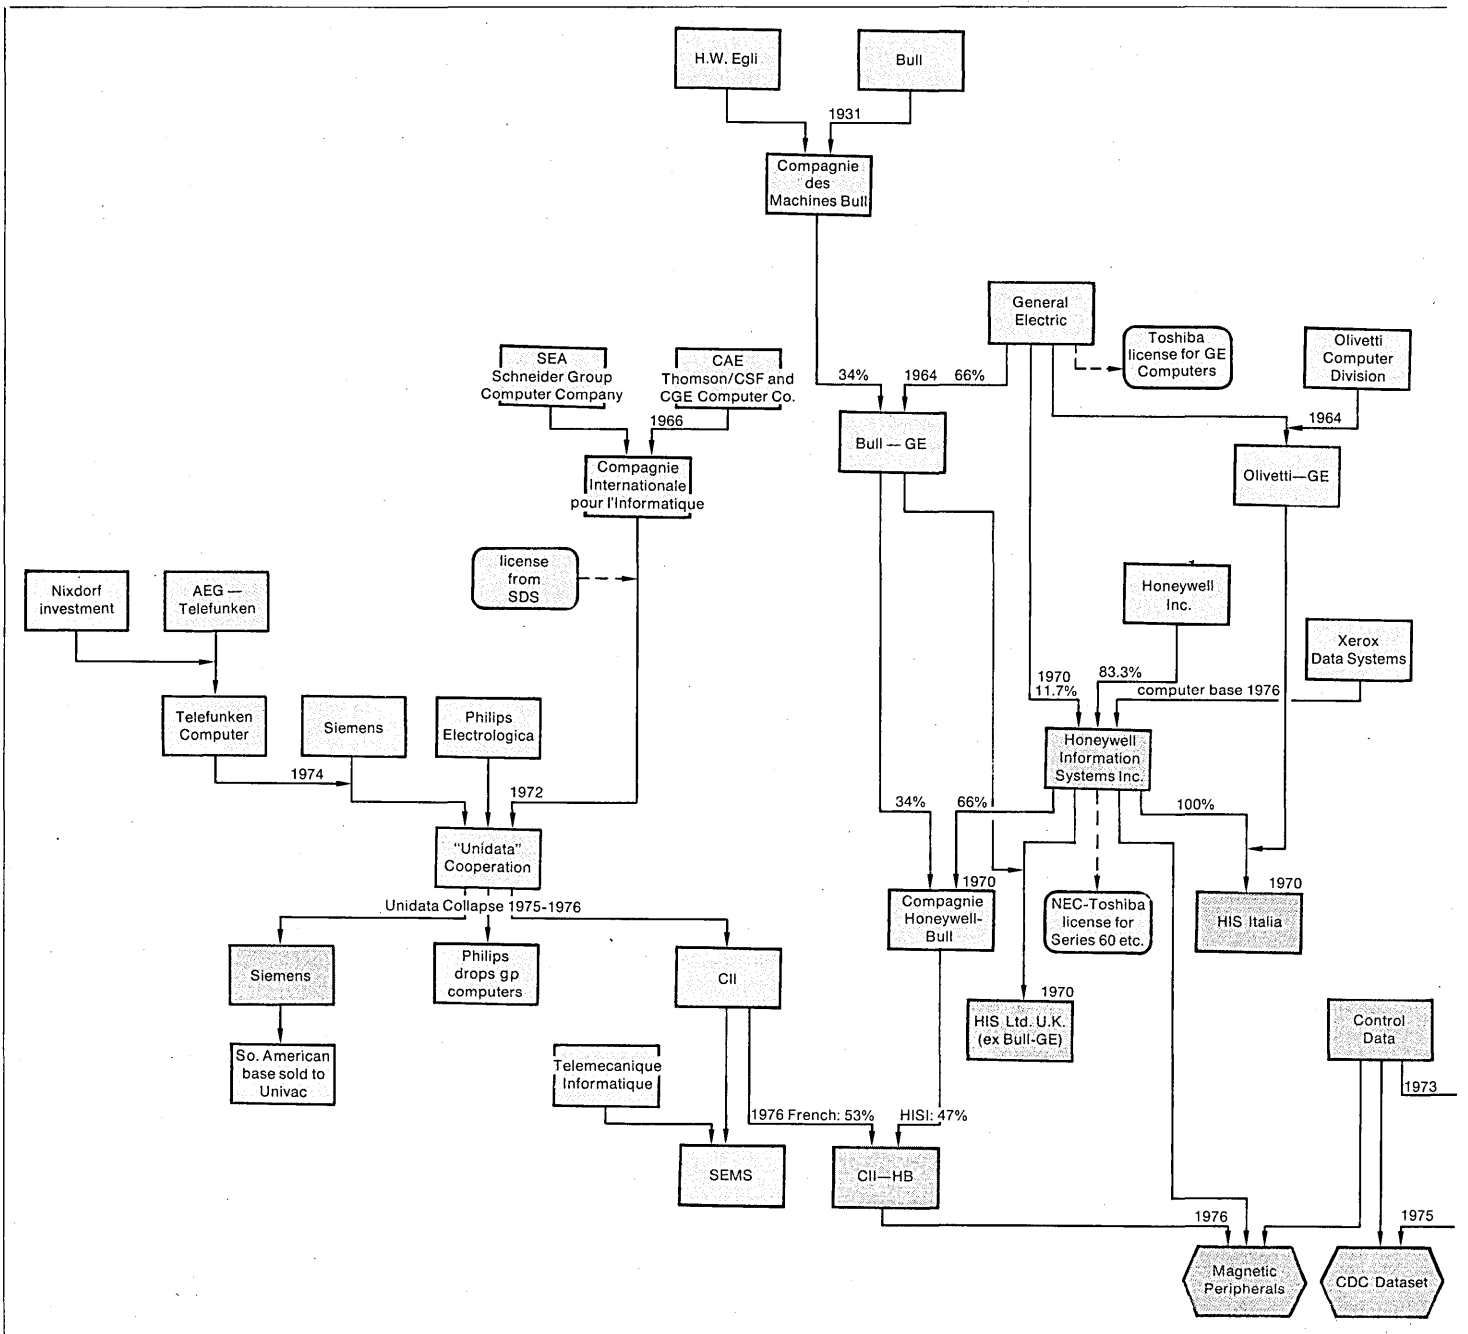 H.W. Egli
Bull
1931
Compagnie
des
Machines Bull
General
Electric
Toshiba
license for GE
Computers
Olivetti
Computer
Division
SEA
Schneider Group
Computer Company
CAE
Thomson/CSF and
CGE Computer Co.
34%
1964
66%
1964
1966
Bull — GE
Compagnie
Internationale
pour l'Informatique
Olivetti—GE
license
from
SDS
Nixdorf
investment
AEG —
Telefunken
Honeywell
Inc.
Xerox
Data Systems
1970
11.7%
83.3%
computer base 1976
Telefunken
Computer
Siemens
Philips
Electrologica
Honeywell
Information
Systems Inc.
1974
1972
34%
66%
100%
"Unidata"
Cooperation
Unidata Collapse 1975-1976
1970
Compagnie
Honeywell-
Bull
NEC-Toshiba
license for
Series 60 etc.
1970
HIS Italia
Siemens
Philips
drops gp
computers
CII
1970
HIS Ltd. U.K.
(ex Bull-GE)
Control
Data
So. American
base sold to
Univac
Telemecanique
Informatique
1973
1976 French: 53%
HISI: 47%
SEMS
CII—HB
1976
1975
Magnetic
Peripherals
CDC Dataset